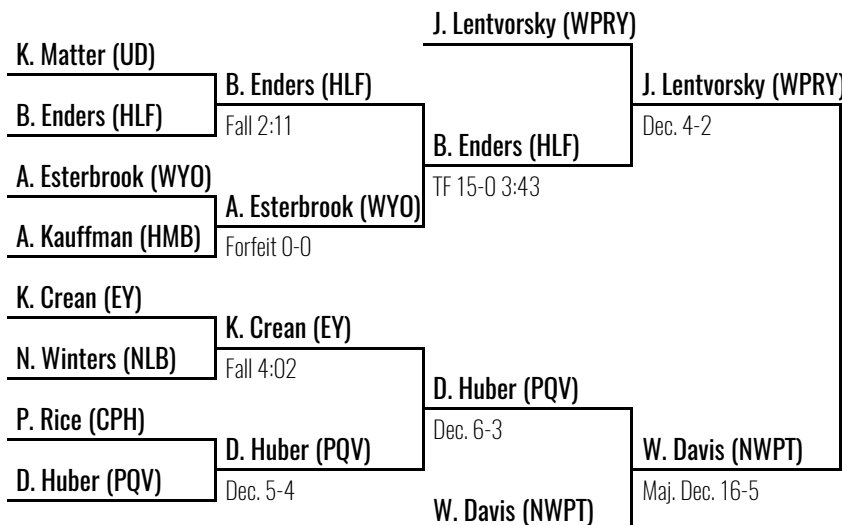 K. Matter (UD)
B. Enders (HLF)
A. Esterbrook (WYO)
A. Kauffman (HMB)
K. Crean (EY)
N. Winters (NLB)
P. Rice (CPH)
D. Huber (PQV)
B. Enders (HLF)
Fall 2:11
A. Esterbrook (WYO)
Forfeit 0-0
K. Crean (EY)
Fall 4:02
D. Huber (PQV)
Dec. 5-4
J. Lentvorsky (WPRY)
B. Enders (HLF)
TF 15-0 3:43
D. Huber (PQV)
Dec. 6-3
W. Davis (NWPT)
J. Lentvorsky (WPRY)
Dec. 4-2
W. Davis (NWPT)
Maj. Dec. 16-5